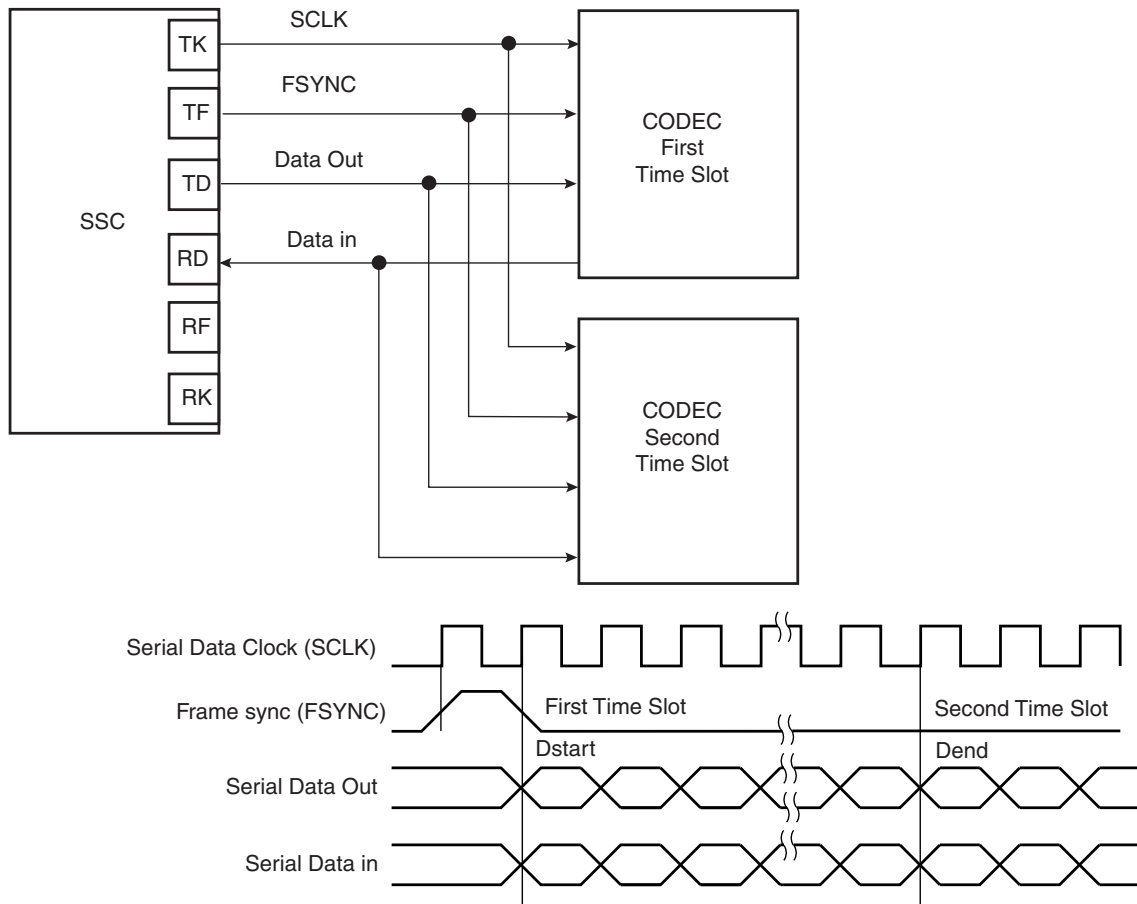 SSC
TK
TF
TD
RD
RF
RK
SCLK
FSYNC
Data Out
Data in
CODEC
First
Time Slot
CODEC
Second
Time Slot
Serial Data Clock (SCLK)
Frame sync (FSYNC)
First Time Slot
Second Time Slot
Dstart
Dend
Serial Data Out
Serial Data in